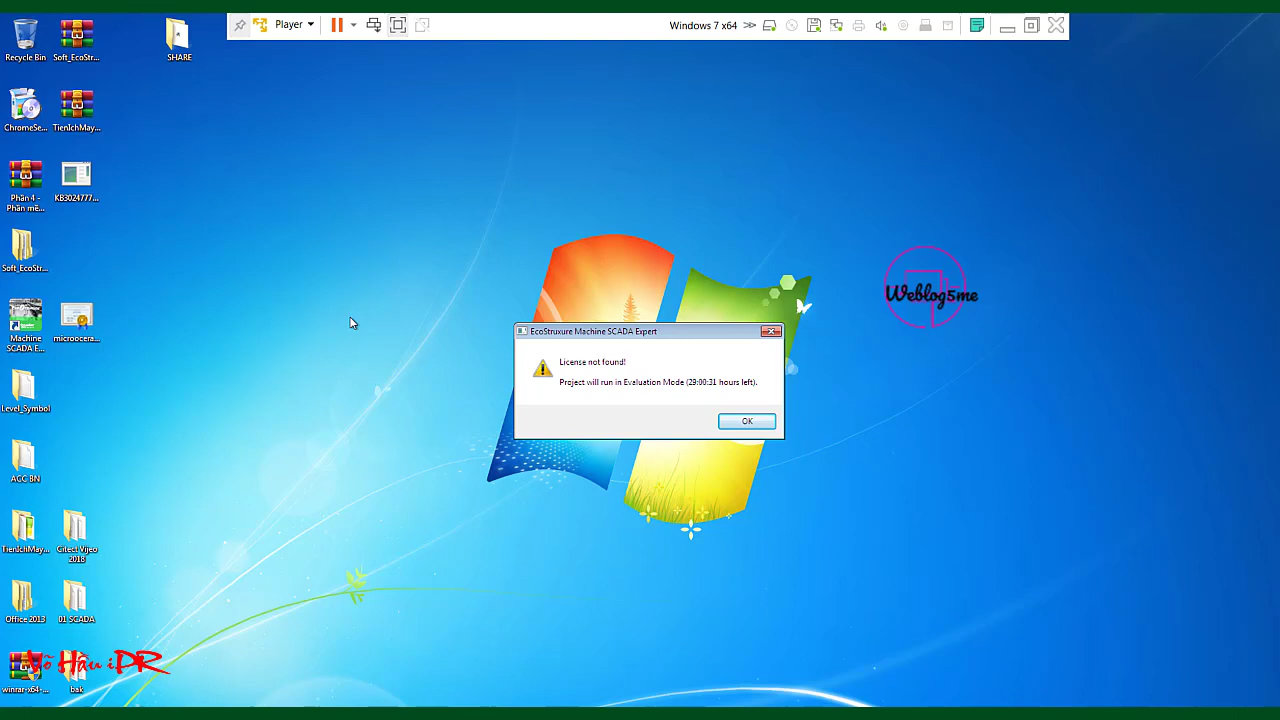 Player
Windows 7 x64
Recycle Bin
Soft_EcoStr...
SHARE
ChromeSe...
TienIchMay...
Phần 4 -
Phần mề...
KB3024777...
Soft_EcoStr...
Machine
SCADA E...
microocera...
Level_Symbol
ACC BN
TienIchMay...
Citect Vijeo
2018
Office 2013
01 SCADA
winrar-x64-...
bak
EcoStruxure Machine SCADA Expert
License not found!
Project will run in Evaluation Mode (29:00:31 hours left).
OK
Weblog5me
Võ Hậu iPR